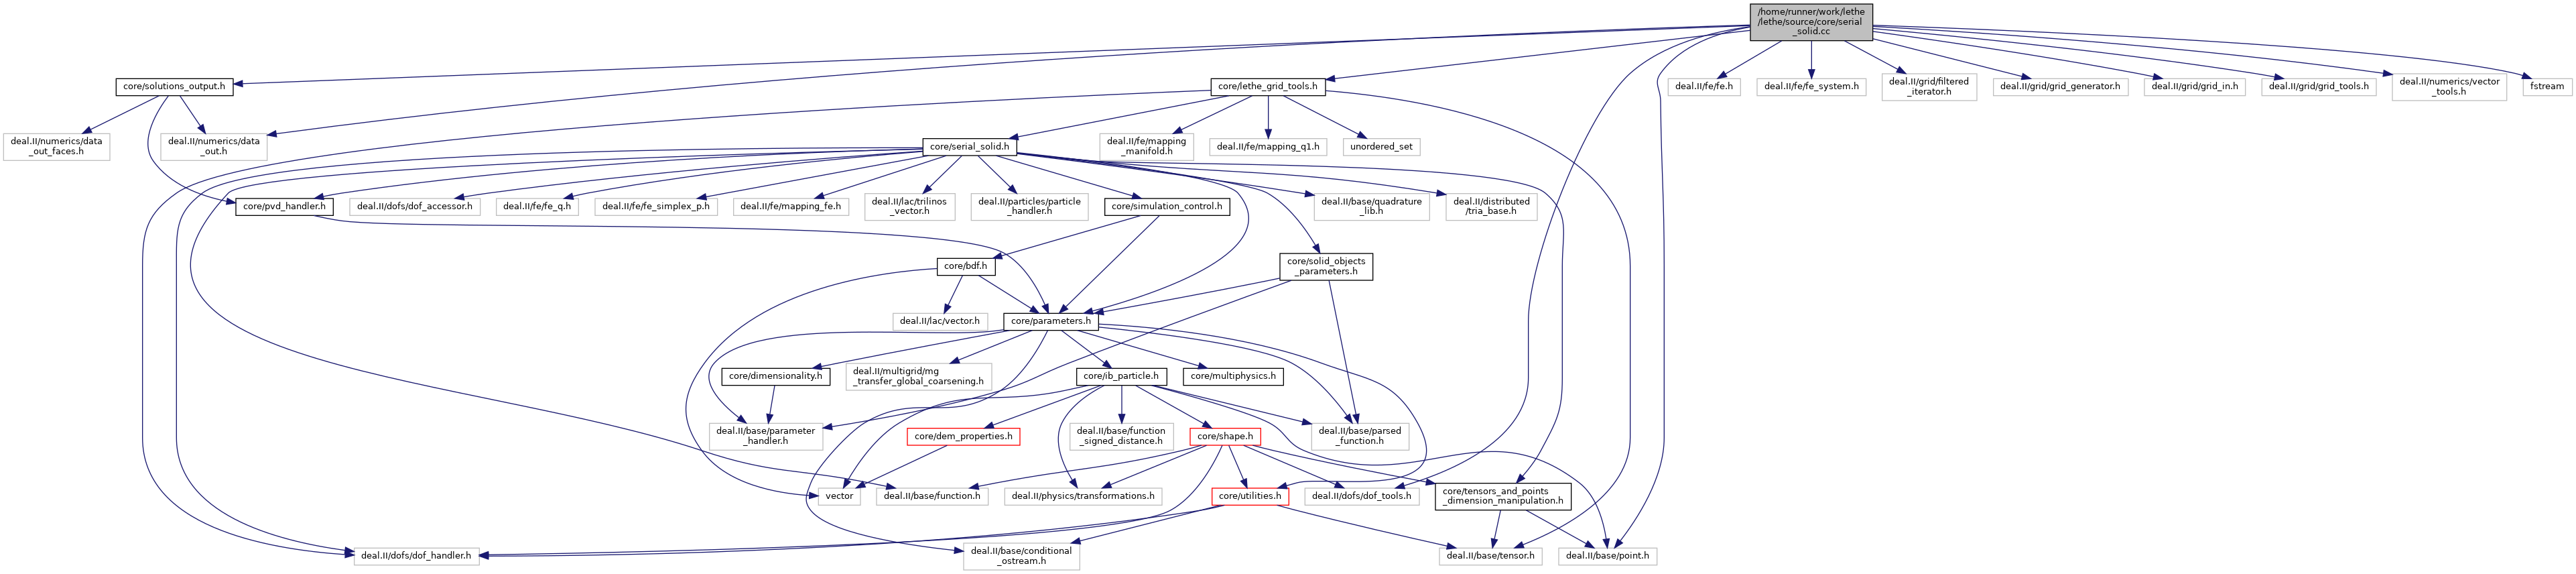 /home/runner/work/lethe
/lethe/source/core/serial
_solid.cc
core/solutions_output.h
core/lethe_grid_tools.h
deal.II/fe/fe.h
deal.II/fe/fe_system.h
deal.II/grid/filtered
_iterator.h
deal.II/grid/grid_generator.h
deal.II/grid/grid_in.h
deal.II/grid/grid_tools.h
deal.II/numerics/vector
_tools.h
fstream
deal.II/numerics/data
_out_faces.h
deal.II/numerics/data
_out.h
core/serial_solid.h
deal.II/fe/mapping
_manifold.h
deal.II/fe/mapping_q1.h
unordered_set
core/pvd_handler.h
deal.II/dofs/dof_accessor.h
deal.II/fe/fe_q.h
deal.II/fe/fe_simplex_p.h
deal.II/fe/mapping_fe.h
deal.II/lac/trilinos
_vector.h
deal.II/particles/particle
_handler.h
core/simulation_control.h
deal.II/base/quadrature
_lib.h
deal.II/distributed
/tria_base.h
core/bdf.h
core/solid_objects
_parameters.h
deal.II/lac/vector.h
core/parameters.h
core/dimensionality.h
deal.II/multigrid/mg
_transfer_global_coarsening.h
core/ib_particle.h
core/multiphysics.h
deal.II/base/parameter
_handler.h
core/dem_properties.h
deal.II/base/function
_signed_distance.h
core/shape.h
deal.II/base/parsed
_function.h
vector
deal.II/base/function.h
deal.II/physics/transformations.h
core/utilities.h
deal.II/dofs/dof_tools.h
core/tensors_and_points
_dimension_manipulation.h
deal.II/dofs/dof_handler.h
deal.II/base/conditional
_ostream.h
deal.II/base/tensor.h
deal.II/base/point.h